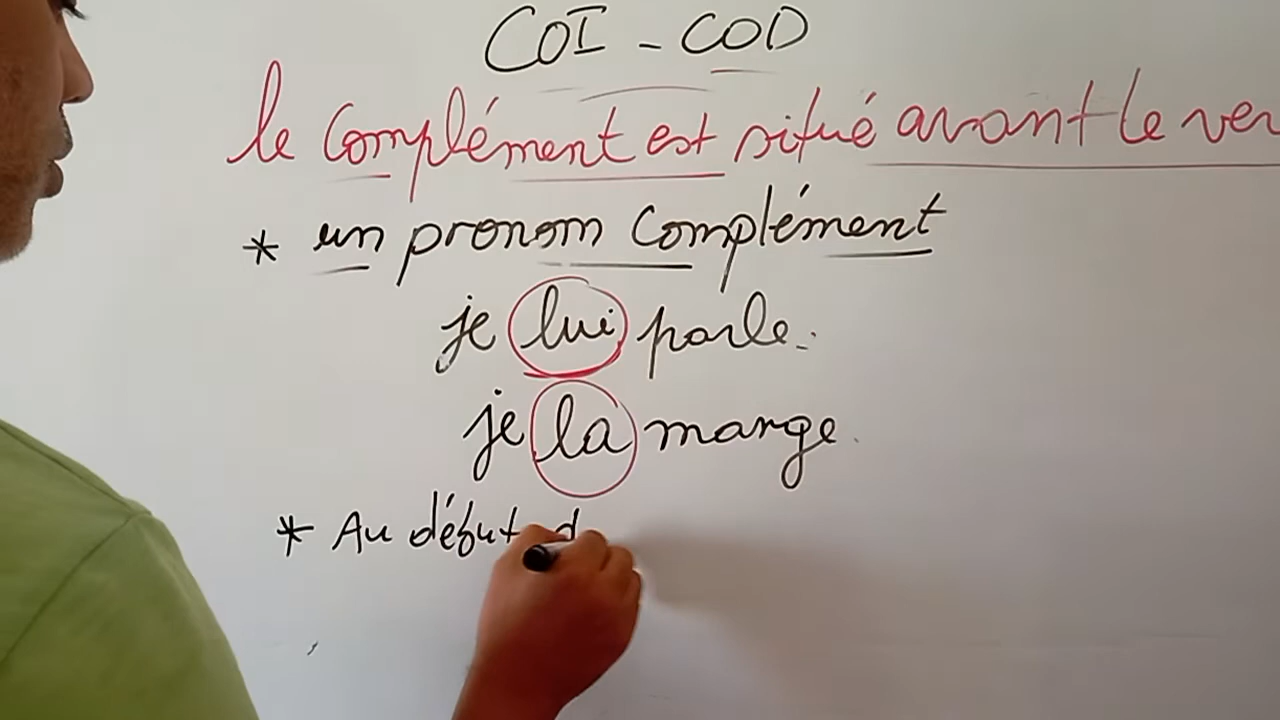 COI - COD
le complément est situé avant le ver
* un pronom complément
je lui parle.
je la mange.
* Au début d